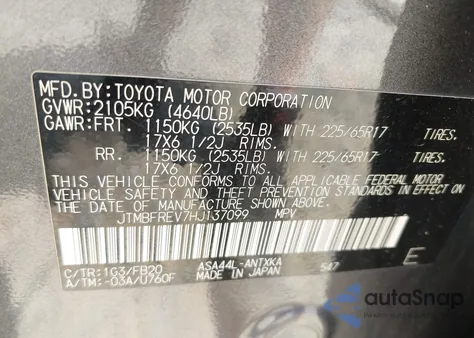 MFD.BY:TOYOTA MOTOR CORPORATION
GVWR:2105KG (4640LB)
GAWR:FRT. 1150KG (2535LB) WITH 225/65R17 TIRES.
17X6 1/2J RIMS.
RR. 1150KG (2535LB) WITH 225/65R17 TIRES.
17X6 1/2J RIMS.
THIS VEHICLE CONFORMS TO ALL APPLICABLE FEDERAL MOTOR
VEHICLE SAFETY AND THEFT PREVENTION STANDARDS IN EFFECT ON
THE DATE OF MANUFACTURE SHOWN ABOVE.
JTMBFREV7HJ137099 MPV
C/TR:1G3/FB20 ASA44L-ANTXKA 547 E
A/TM:-03A/U760F MADE IN JAPAN
autoSnap